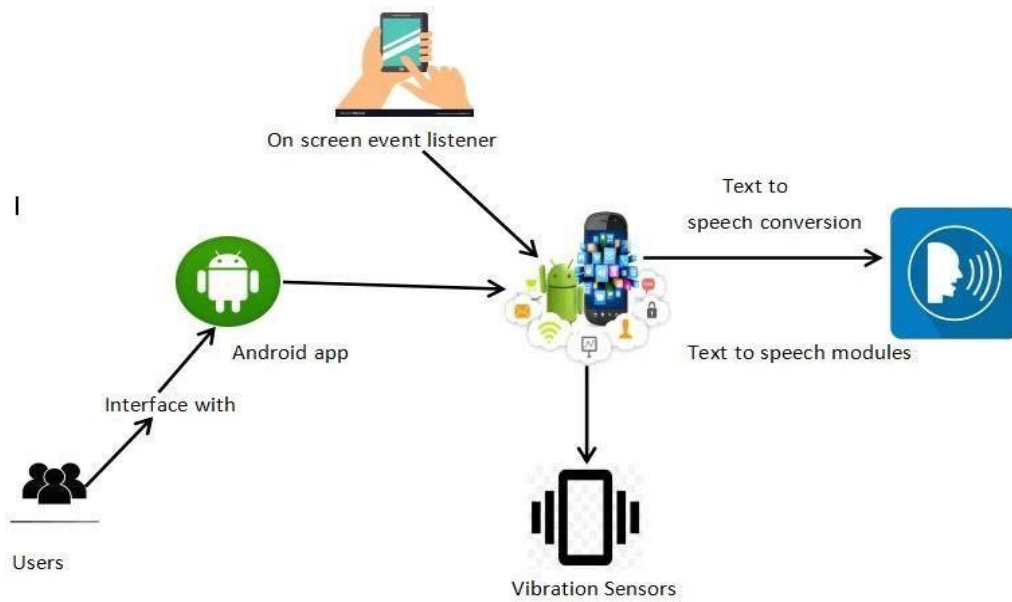 On screen event listener
Text to
speech conversion
I
Android app
Text to speech modules
Interface with
Users
Vibration Sensors